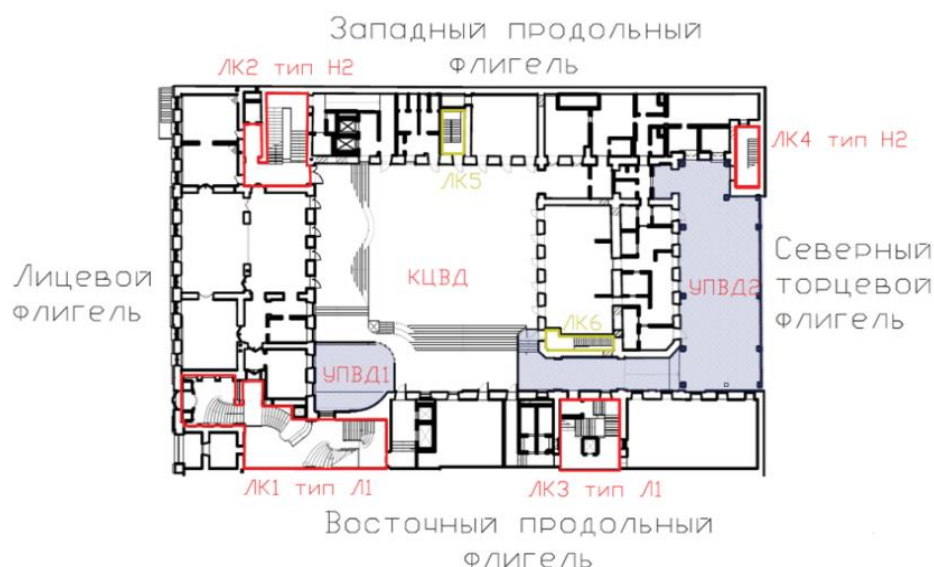 Западный продольный
флигель
ЛК2 тип Н2
ЛК4 тип Н2
ЛК5
Лицевой
флигель
КЦВД
УПВД2
Северный
торцевой
флигель
ЛК6
УПВД1
ЛК1 тип Л1
ЛК3 тип Л1
Восточный продольный
флигель